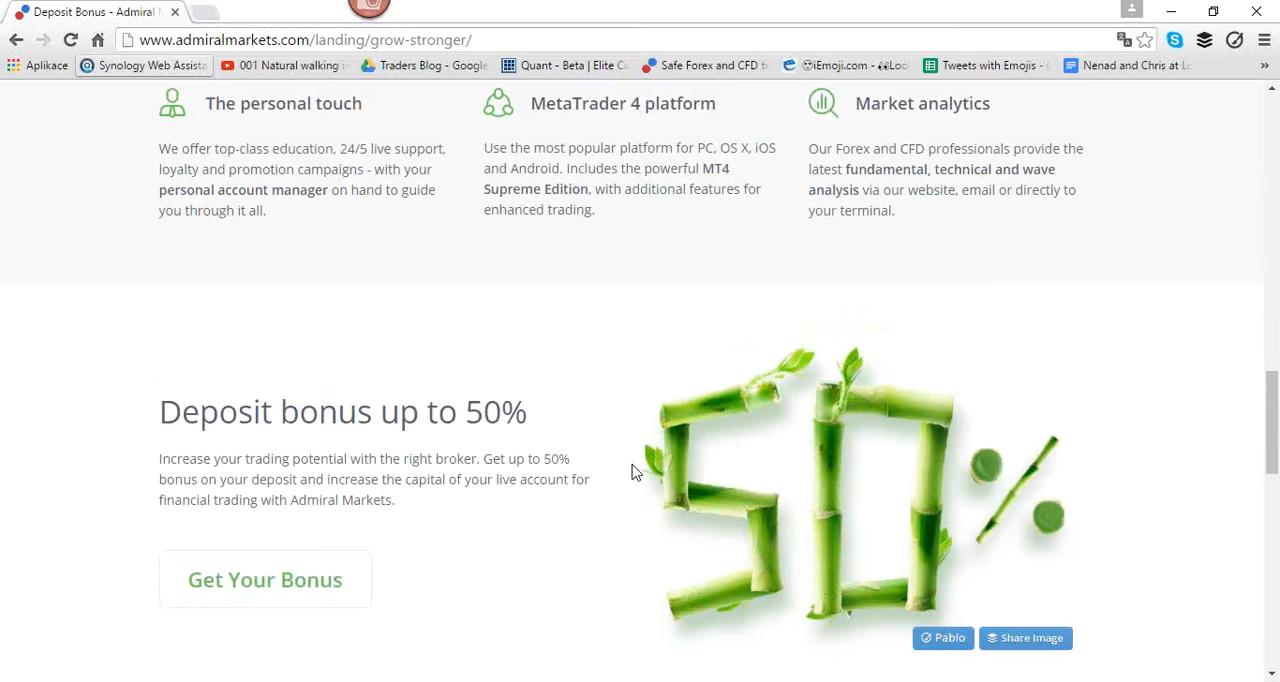 Deposit Bonus - Admiral
www.admiralmarkets.com/landing/grow-stronger/
Aplikace
Synology Web Assista
001 Natural walking i
Traders Blog - Google
Quant - Beta | Elite Cu
Safe Forex and CFD t
iEmoji.com - 👀Loo
Tweets with Emojis -
Nenad and Chris at Le
»
The personal touch
We offer top-class education, 24/5 live support,
loyalty and promotion campaigns - with your
personal account manager on hand to guide
you through it all.
MetaTrader 4 platform
Use the most popular platform for PC, OS X, iOS
and Android. Includes the powerful MT4
Supreme Edition, with additional features for
enhanced trading.
Market analytics
Our Forex and CFD professionals provide the
latest fundamental, technical and wave
analysis via our website, email or directly to
your terminal.
Deposit bonus up to 50%
Increase your trading potential with the right broker. Get up to 50%
bonus on your deposit and increase the capital of your live account for
financial trading with Admiral Markets.
Get Your Bonus
50%
Pablo
Share Image